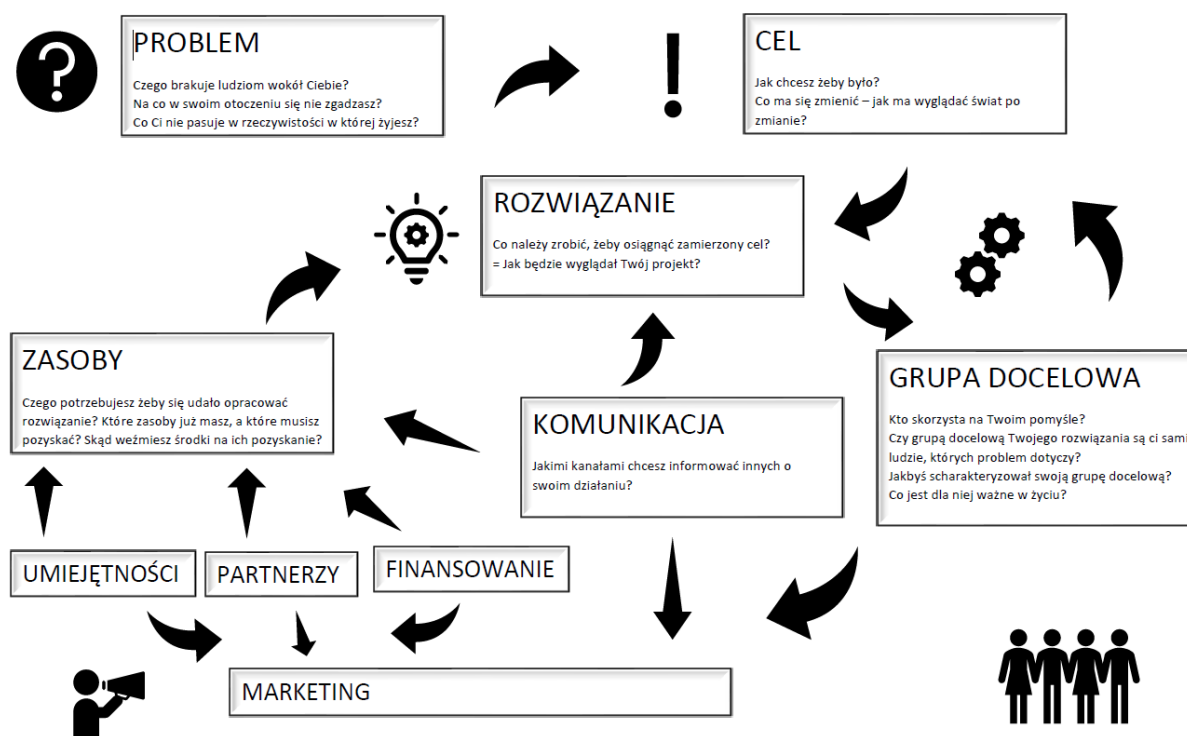 PROBLEM
Czego brakuje ludziom wokół Ciebie?
Na co w swoim otoczeniu się nie zgadzasz?
Co Ci nie pasuje w rzeczywistości w której żyjesz?
CEL
Jak chcesz żeby było?
Co ma się zmienić – jak ma wyglądać świat po
zmianie?
ROZWIĄZANIE
Co należy zrobić, żeby osiągnąć zamierzony cel?
= Jak będzie wyglądał Twój projekt?
ZASOBY
Czego potrzebujesz żeby się udało opracować
rozwiązanie? Które zasoby już masz, a które musisz
pozyskać? Skąd weźmiesz środki na ich pozyskanie?
KOMUNIKACJA
Jakimi kanałami chcesz informować innych o
swoim działaniu?
GRUPA DOCELOWA
Kto skorzysta na Twoim pomyśle?
Czy grupą docelową Twojego rozwiązania są ci sami
ludzie, których problem dotyczy?
Jakbyś scharakteryzował swoją grupę docelową?
Co jest dla niej ważne w życiu?
UMIEJĘTNOŚCI
PARTNERZY
FINANSOWANIE
MARKETING